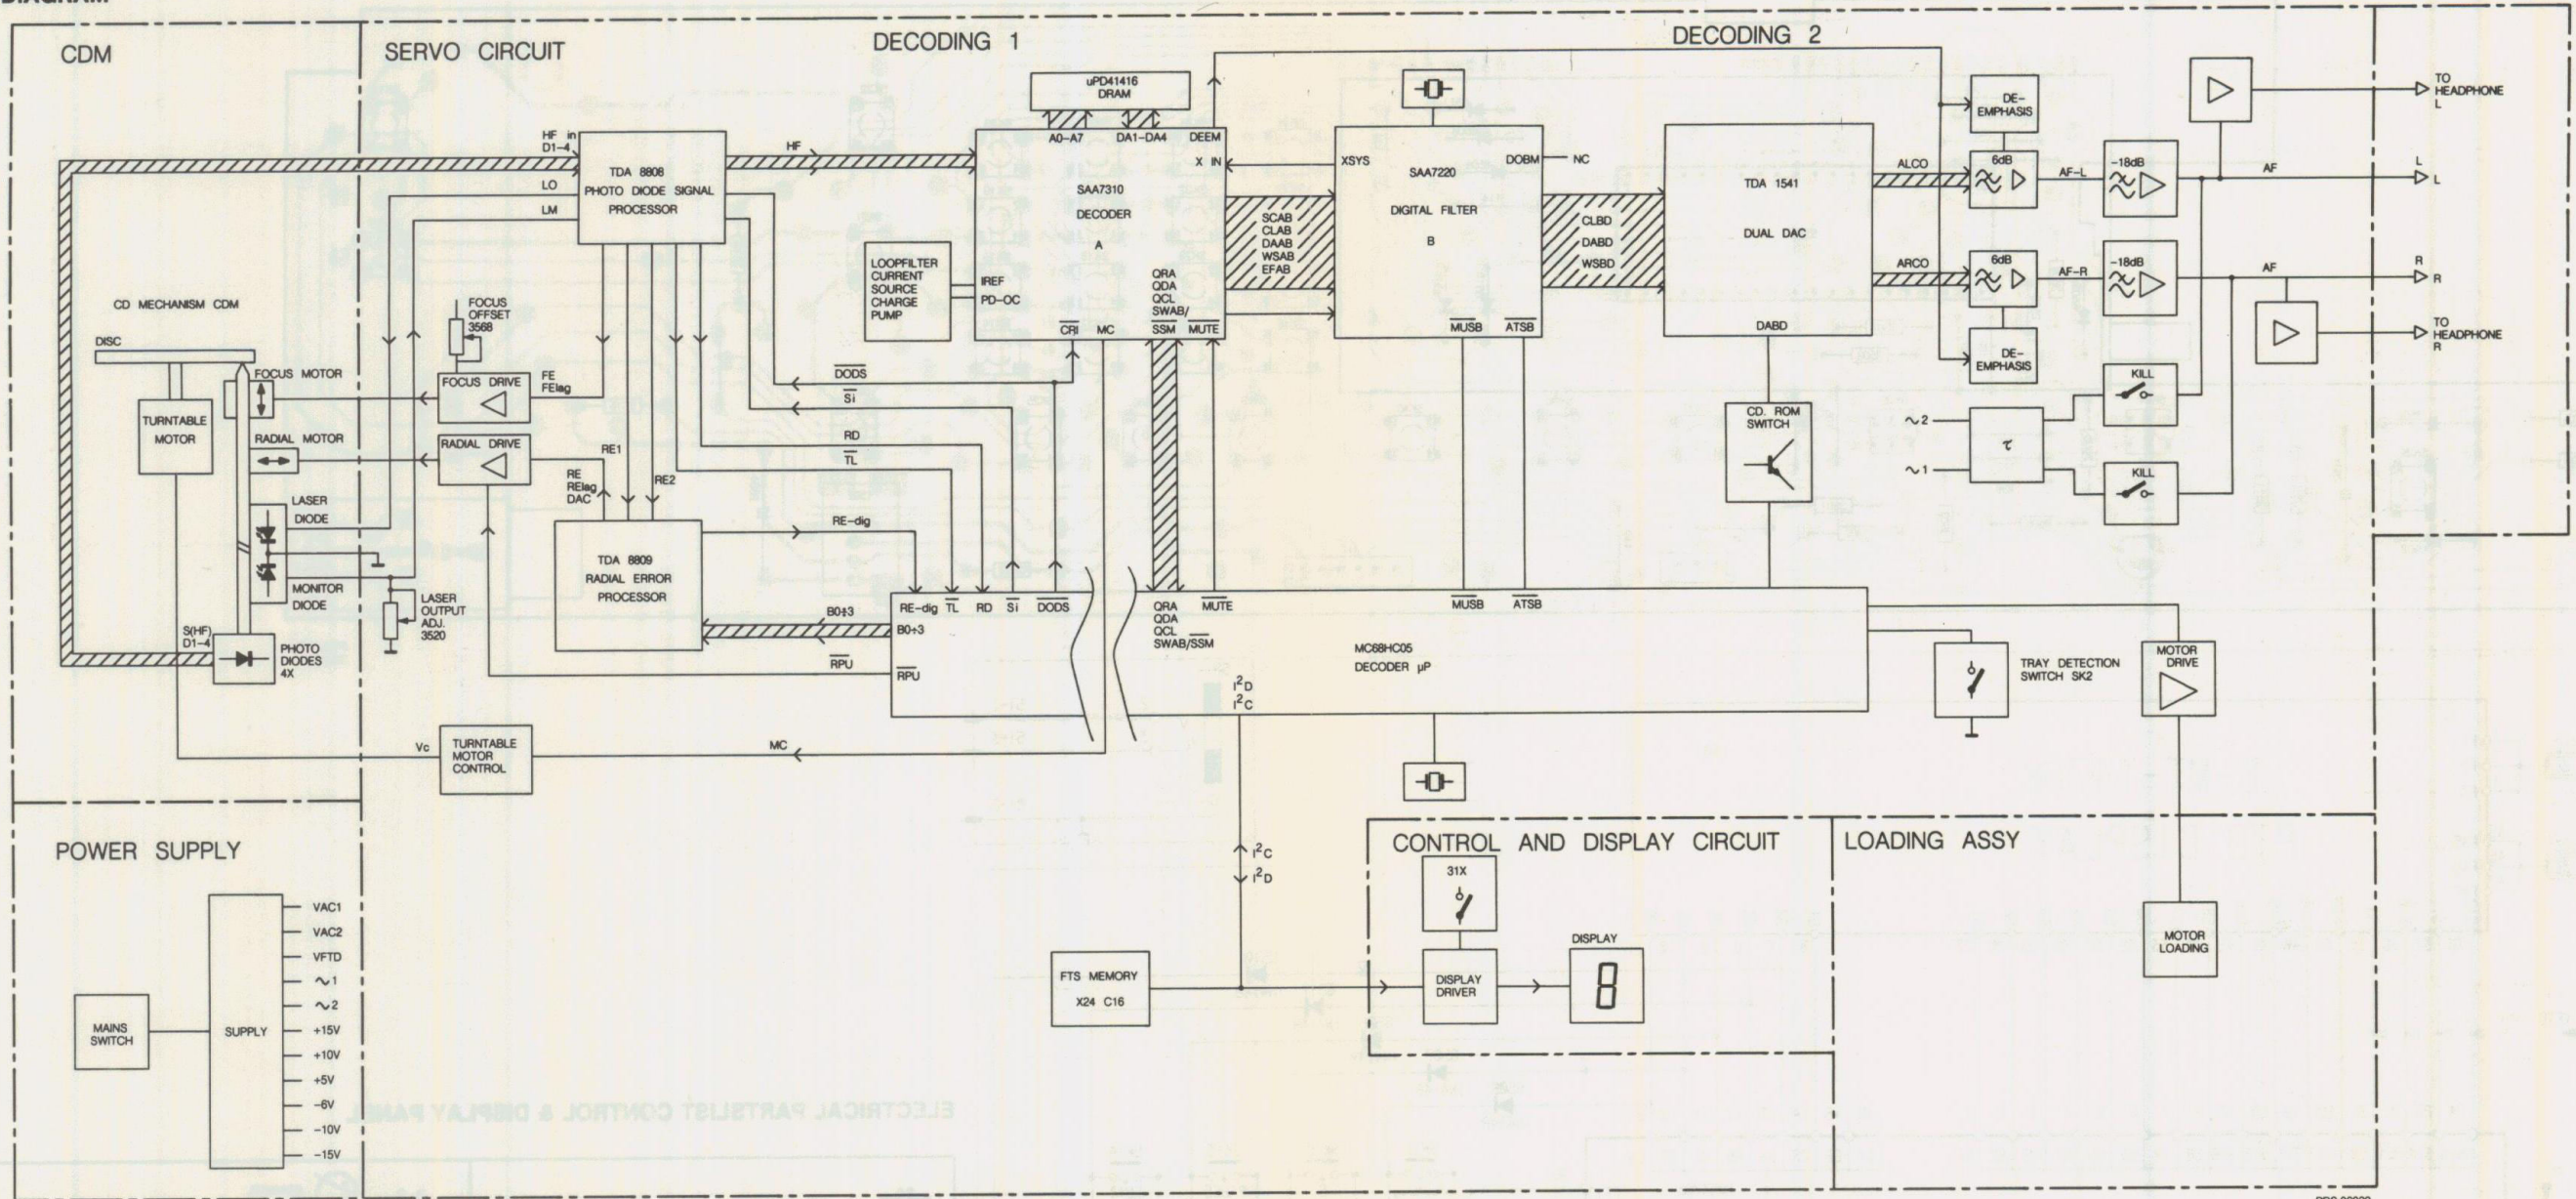 CDM
SERVO CIRCUIT
DECODING 1
DECODING 2
uPD41416
DRAM
A0-A7
DA1-DA4
DEEM
X IN
SAA7310
DECODER
A
IREF
PD-OC
QRA
QDA
QCL
SWAB/
SSM
CRI
MC
MUTE
LOOPFILTER
CURRENT
SOURCE
CHARGE
PUMP
HF in
D1-4
LO
LM
TDA 8808
PHOTO DIODE SIGNAL
PROCESSOR
HF
SCAB
CLAB
DAAB
WSAB
EFAB
XSYS
SAA7220
DIGITAL FILTER
B
DOBM
NC
MUSB
ATSB
CLBD
DABD
WSBD
TDA 1541
DUAL DAC
DABD
CD. ROM
SWITCH
ALCO
ARCO
DE-
EMPHASIS
6dB
AF-L
-18dB
AF
TO
HEADPHONE
L
L
L
6dB
AF-R
-18dB
AF
R
R
TO
HEADPHONE
R
DE-
EMPHASIS
KILL
KILL
∿2
∿1
τ
CD MECHANISM CDM
DISC
TURNTABLE
MOTOR
FOCUS MOTOR
RADIAL MOTOR
LASER
DIODE
MONITOR
DIODE
S(HF)
D1-4
PHOTO
DIODES
4X
LASER
OUTPUT
ADJ.
3520
FOCUS
OFFSET
3568
FOCUS DRIVE
FE
FElag
RADIAL DRIVE
RE
RElag
DAC
RE1
RE2
DODS
Si
RD
TL
RE-dig
TDA 8809
RADIAL ERROR
PROCESSOR
B0÷3
RPU
RE-dig
TL
RD
Si
DODS
B0÷3
RPU
QRA
QDA
QCL
SWAB/SSM
MUTE
MUSB
ATSB
MC68HC05
DECODER µP
I²D
I²C
Vc
TURNTABLE
MOTOR
CONTROL
MC
TRAY DETECTION
SWITCH SK2
MOTOR
DRIVE
I²C
I²D
FTS MEMORY
X24 C16
CONTROL AND DISPLAY CIRCUIT
31X
DISPLAY
DRIVER
DISPLAY
8
LOADING ASSY
MOTOR
LOADING
POWER SUPPLY
MAINS
SWITCH
SUPPLY
VAC1
VAC2
VFTD
∿1
∿2
+15V
+10V
+5V
-6V
-10V
-15V
ELECTRICAL PARTSLIST CONTROL & DISPLAY PANEL